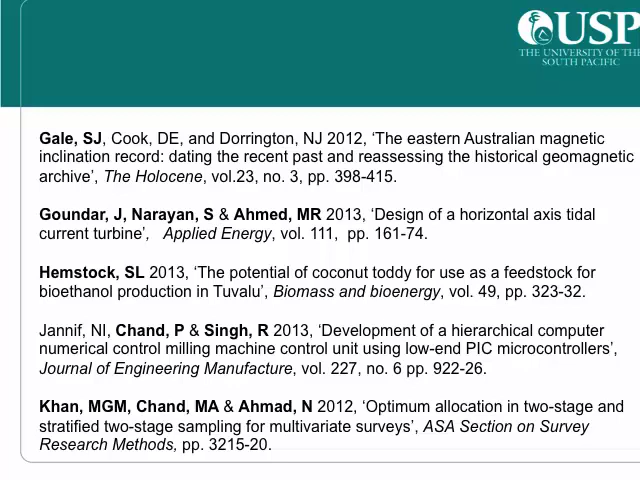 USP
THE UNIVERSITY OF THE
SOUTH PACIFIC
Gale, SJ, Cook, DE, and Dorrington, NJ 2012, ‘The eastern Australian magnetic
inclination record: dating the recent past and reassessing the historical geomagnetic
archive’, The Holocene, vol.23, no. 3, pp. 398-415.
Goundar, J, Narayan, S & Ahmed, MR 2013, ‘Design of a horizontal axis tidal
current turbine’, Applied Energy, vol. 111, pp. 161-74.
Hemstock, SL 2013, ‘The potential of coconut toddy for use as a feedstock for
bioethanol production in Tuvalu’, Biomass and bioenergy, vol. 49, pp. 323-32.
Jannif, NI, Chand, P & Singh, R 2013, ‘Development of a hierarchical computer
numerical control milling machine control unit using low-end PIC microcontrollers’,
Journal of Engineering Manufacture, vol. 227, no. 6 pp. 922-26.
Khan, MGM, Chand, MA & Ahmad, N 2012, ‘Optimum allocation in two-stage and
stratified two-stage sampling for multivariate surveys’, ASA Section on Survey
Research Methods, pp. 3215-20.